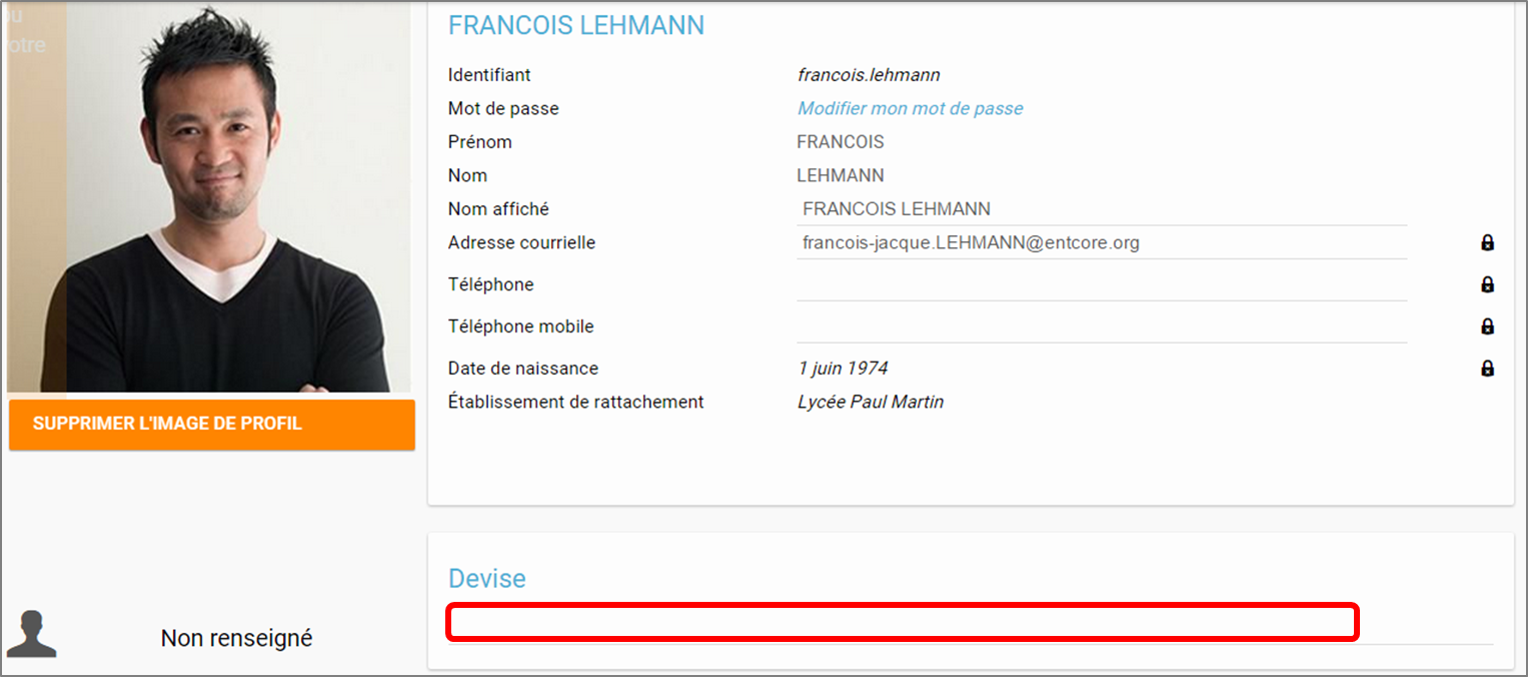 ou
votre
SUPPRIMER L'IMAGE DE PROFIL
Non renseigné
FRANCOIS LEHMANN
Identifiant francois.lehmann
Mot de passe Modifier mon mot de passe
Prénom FRANCOIS
Nom LEHMANN
Nom affiché FRANCOIS LEHMANN
Adresse courrielle francois-jacque.LEHMANN@entcore.org
Téléphone
Téléphone mobile
Date de naissance 1 juin 1974
Établissement de rattachement Lycée Paul Martin
Devise